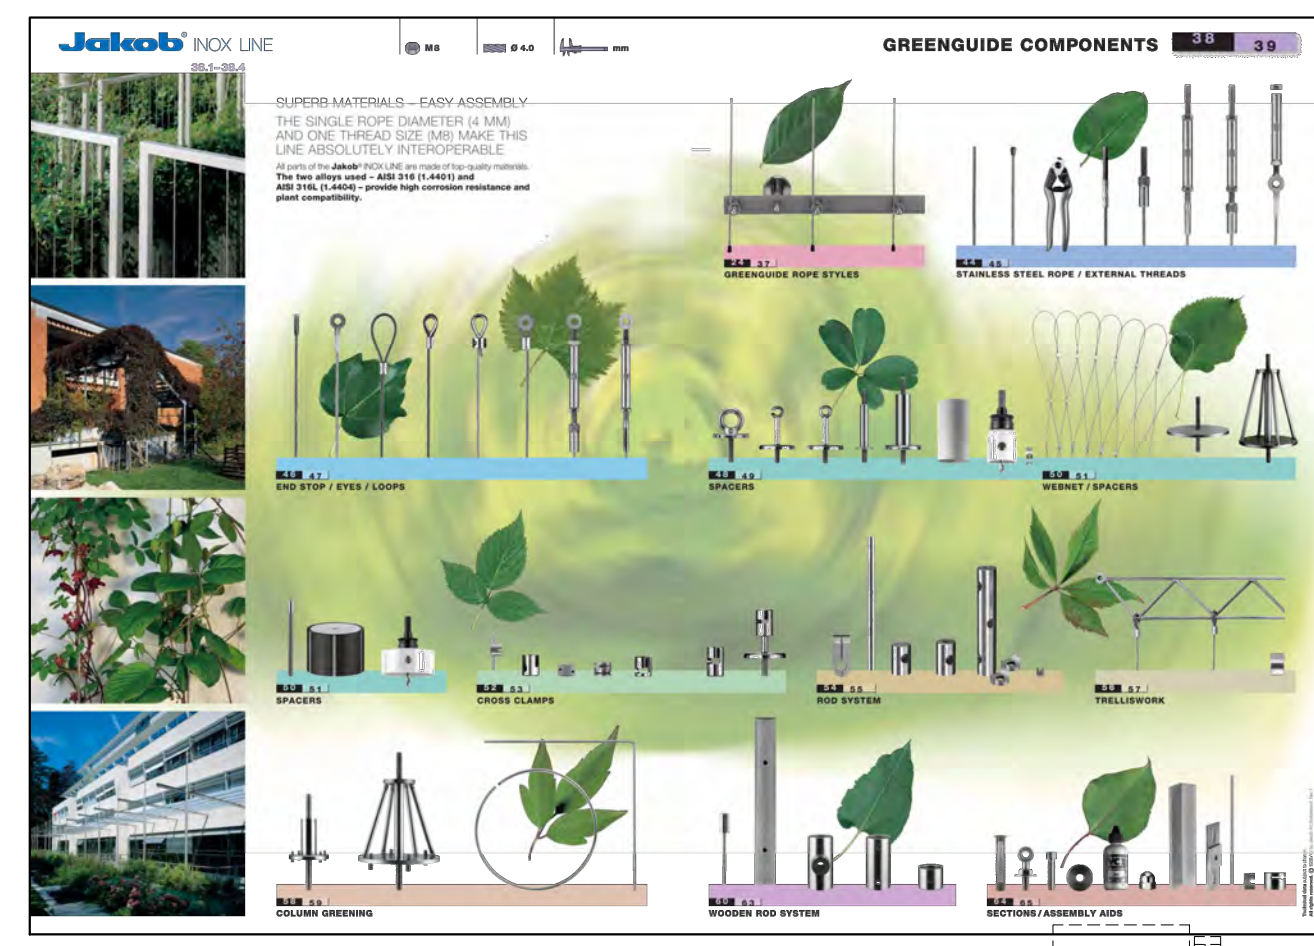 Jakob® INOX LINE
M8
Ø 4.0
mm
GREENGUIDE COMPONENTS
38 39
38.1–38.4
SUPERB MATERIALS – EASY ASSEMBLY
THE SINGLE ROPE DIAMETER (4 MM)
AND ONE THREAD SIZE (M8) MAKE THIS
LINE ABSOLUTELY INTEROPERABLE
All parts of the Jakob® INOX LINE are made of top-quality materials.
The two alloys used – AISI 316 (1.4401) and
AISI 316L (1.4404) – provide high corrosion resistance and
plant compatibility.
37
GREENGUIDE ROPE STYLES
44 45
STAINLESS STEEL ROPE / EXTERNAL THREADS
46 47
END STOP / EYES / LOOPS
48 49
SPACERS
50 51
WEBNET / SPACERS
50 51
SPACERS
52 53
CROSS CLAMPS
54 55
ROD SYSTEM
56 57
TRELLISWORK
58 59
COLUMN GREENING
60 63
WOODEN ROD SYSTEM
64 65
SECTIONS / ASSEMBLY AIDS